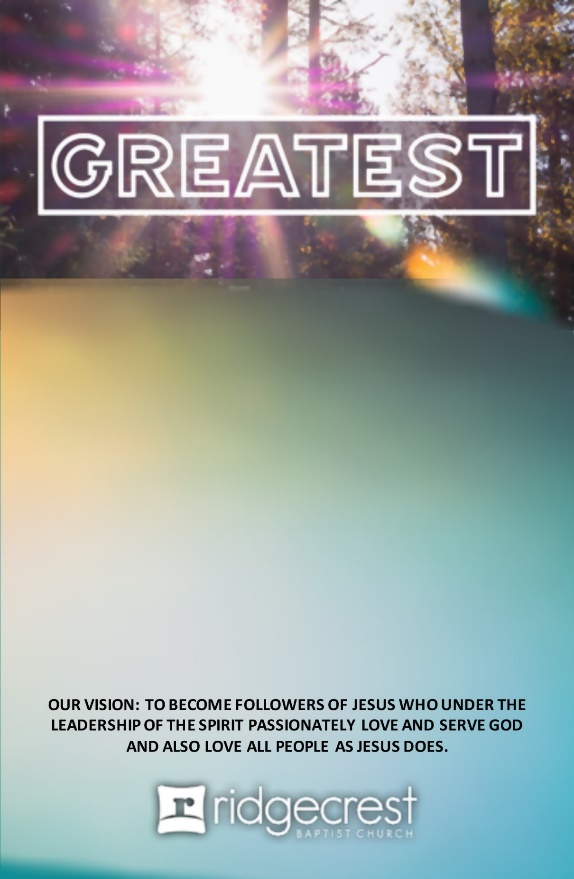 GREATEST
OUR VISION: TO BECOME FOLLOWERS OF JESUS WHO UNDER THE
LEADERSHIP OF THE SPIRIT PASSIONATELY LOVE AND SERVE GOD
AND ALSO LOVE ALL PEOPLE AS JESUS DOES.
r ridgecrest
BAPTIST CHURCH